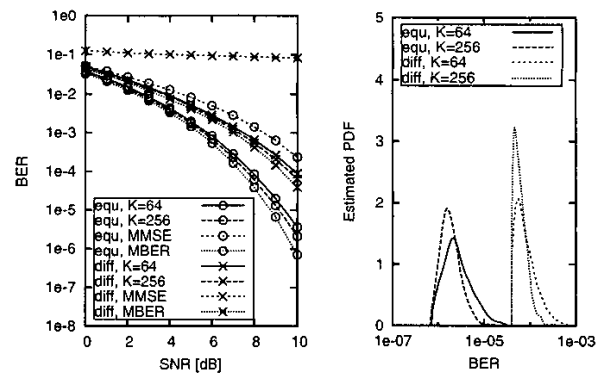 1e0
1e-1
1e-2
1e-3
1e-4
1e-5
1e-6
1e-7
1e-8
BER
equ, K=64
equ, K=256
equ, MMSE
equ, MBER
diff, K=64
diff, K=256
diff, MMSE
diff, MBER
0 2 4 6 8 10
SNR [dB]
5
4
3
2
1
0
Estimated PDF
equ, K=64
equ, K=256
diff, K=64
diff, K=256
1e-07 1e-05 1e-03
BER